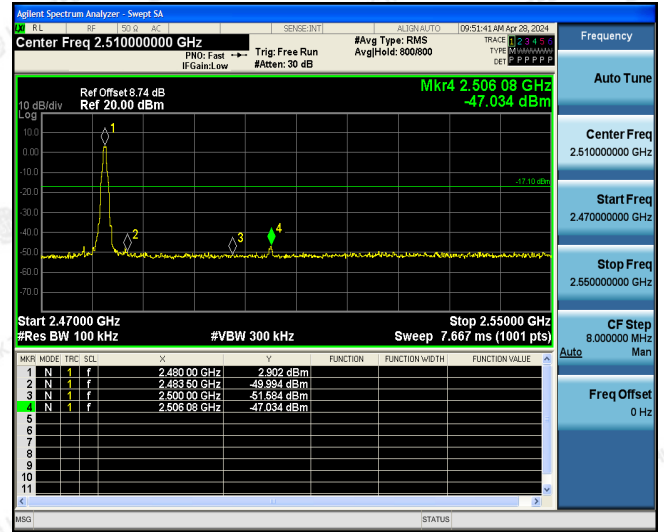 Agilent Spectrum Analyzer - Swept SA
RL RF 50 Ω AC SENSE:INT ALIGN AUTO 09:51:41 AM Apr 28, 2024
Center Freq 2.510000000 GHz
PNO: Fast
IFGain:Low
Trig: Free Run
#Atten: 30 dB
#Avg Type: RMS
Avg|Hold: 800/800
TRACE 1 2 3 4 5 6
TYPE M
DET P P P P P P
Frequency
Ref Offset 8.74 dB
Ref 20.00 dBm
Mkr4 2.506 08 GHz
-47.034 dBm
10 dB/div
Log
10.0
0.00
-10.0
-20.0
-30.0
-40.0
-50.0
-60.0
-70.0
1
2
3
4
-17.10 dBm
Start 2.47000 GHz
#Res BW 100 kHz
#VBW 300 kHz
Stop 2.55000 GHz
Sweep 7.667 ms (1001 pts)
MKR MODE TRC SCL X Y FUNCTION FUNCTION WIDTH FUNCTION VALUE
1 N 1 f 2.480 00 GHz 2.902 dBm
2 N 1 f 2.483 50 GHz -49.994 dBm
3 N 1 f 2.500 00 GHz -51.584 dBm
4 N 1 f 2.506 08 GHz -47.034 dBm
5
6
7
8
9
10
11
MSG
STATUS
Auto Tune
Center Freq
2.510000000 GHz
Start Freq
2.470000000 GHz
Stop Freq
2.550000000 GHz
CF Step
8.000000 MHz
Auto Man
Freq Offset
0 Hz